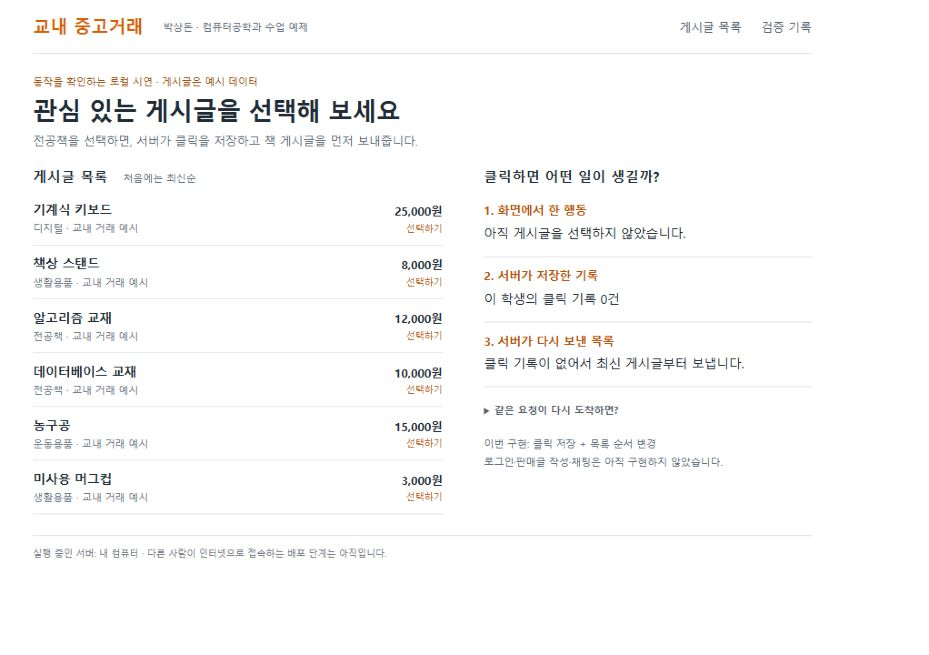 교내 중고거래
박상돈 · 컴퓨터공학과 수업 예제
게시글 목록
검증 기록
동작을 확인하는 로컬 시연 · 게시글은 예시 데이터
관심 있는 게시글을 선택해 보세요
전공책을 선택하면, 서버가 클릭을 저장하고 책 게시글을 먼저 보내줍니다.
게시글 목록
처음에는 최신순
기계식 키보드
25,000원
디지털 · 교내 거래 예시
선택하기
책상 스탠드
8,000원
생활용품 · 교내 거래 예시
선택하기
알고리즘 교재
12,000원
전공책 · 교내 거래 예시
선택하기
데이터베이스 교재
10,000원
전공책 · 교내 거래 예시
선택하기
농구공
15,000원
운동용품 · 교내 거래 예시
선택하기
미사용 머그컵
3,000원
생활용품 · 교내 거래 예시
선택하기
클릭하면 어떤 일이 생길까?
1. 화면에서 한 행동
아직 게시글을 선택하지 않았습니다.
2. 서버가 저장한 기록
이 학생의 클릭 기록 0건
3. 서버가 다시 보낸 목록
클릭 기록이 없어서 최신 게시글부터 보냅니다.
▶ 같은 요청이 다시 도착하면?
이번 구현: 클릭 저장 + 목록 순서 변경
로그인·판매글 작성·채팅은 아직 구현하지 않았습니다.
실행 중인 서버: 내 컴퓨터 · 다른 사람이 인터넷으로 접속하는 배포 단계는 아직입니다.